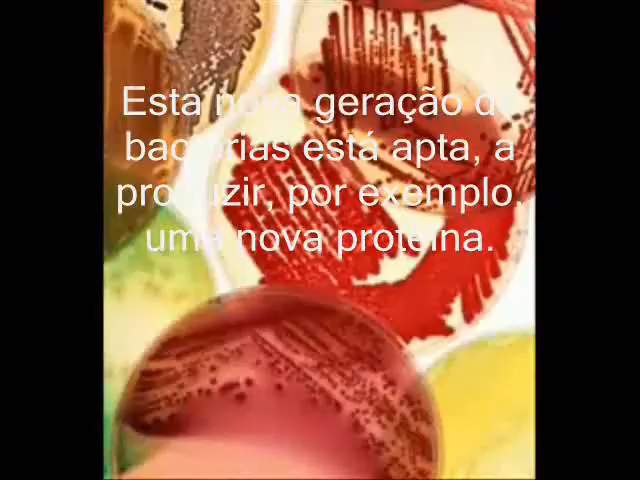 Esta nova geração de
bactérias está apta, a
produzir, por exemplo,
uma nova proteína.